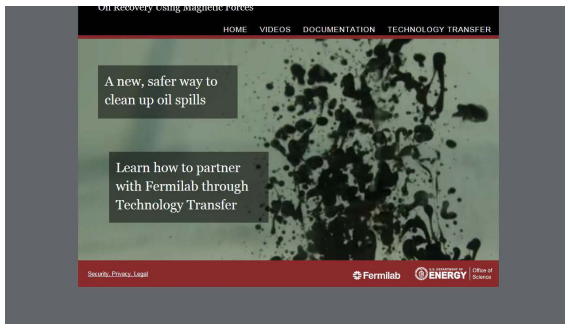 Oil Recovery Using Magnetic Forces
HOME VIDEOS DOCUMENTATION TECHNOLOGY TRANSFER
A new, safer way to
clean up oil spills
Learn how to partner
with Fermilab through
Technology Transfer
Security, Privacy, Legal
Fermilab
U.S. DEPARTMENT OF
ENERGY
Office of
Science